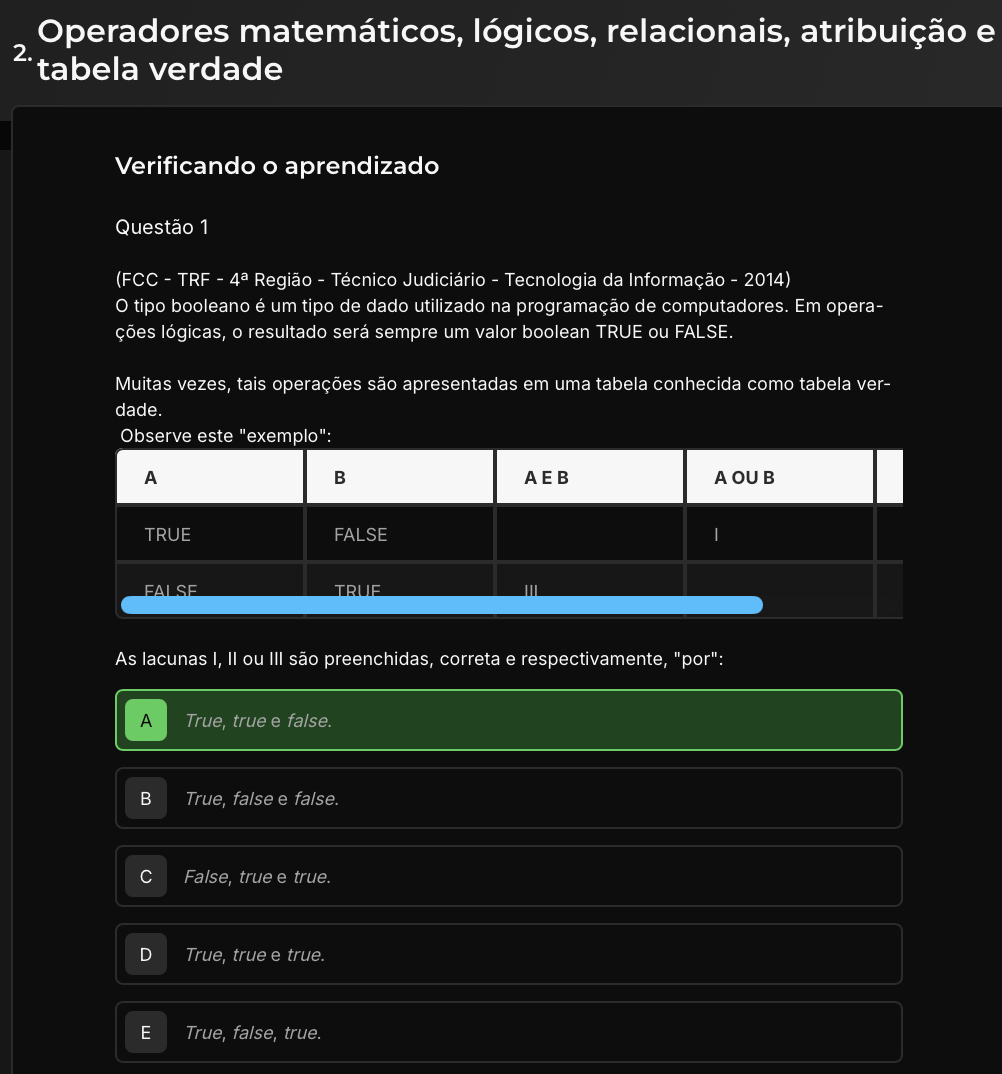 2. Operadores matemáticos, lógicos, relacionais, atribuição e
tabela verdade
Verificando o aprendizado
Questão 1
(FCC - TRF - 4ª Região - Técnico Judiciário - Tecnologia da Informação - 2014)
O tipo booleano é um tipo de dado utilizado na programação de computadores. Em opera-
ções lógicas, o resultado será sempre um valor boolean TRUE ou FALSE.
Muitas vezes, tais operações são apresentadas em uma tabela conhecida como tabela ver-
dade.
Observe este "exemplo":
A B A E B A OU B
TRUE FALSE I
FALSE TRUE III
As lacunas I, II ou III são preenchidas, correta e respectivamente, "por":
A True, true e false.
B True, false e false.
C False, true e true.
D True, true e true.
E True, false, true.